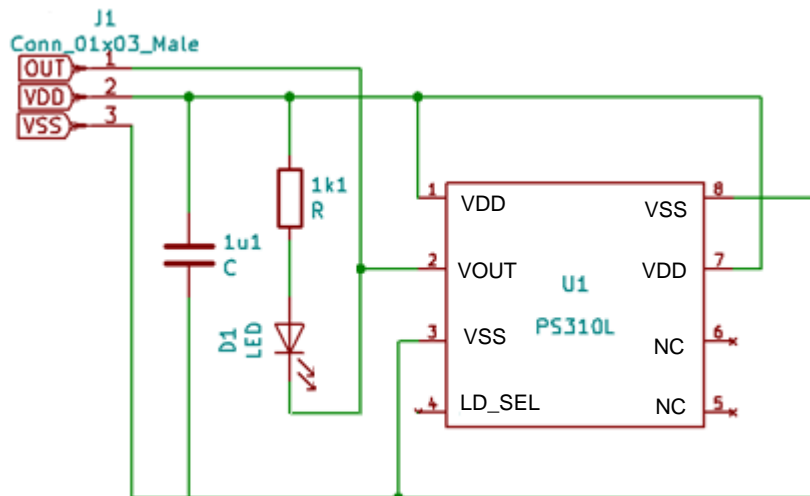 J1
Conn_01x03_Male
OUT 1
VDD 2
VSS 3
1k1
R
1u1
C
D1
LED
1 VDD
2 VOUT
3 VSS
4 LD_SEL
U1
PS310L
VSS 8
VDD 7
NC 6
NC 5